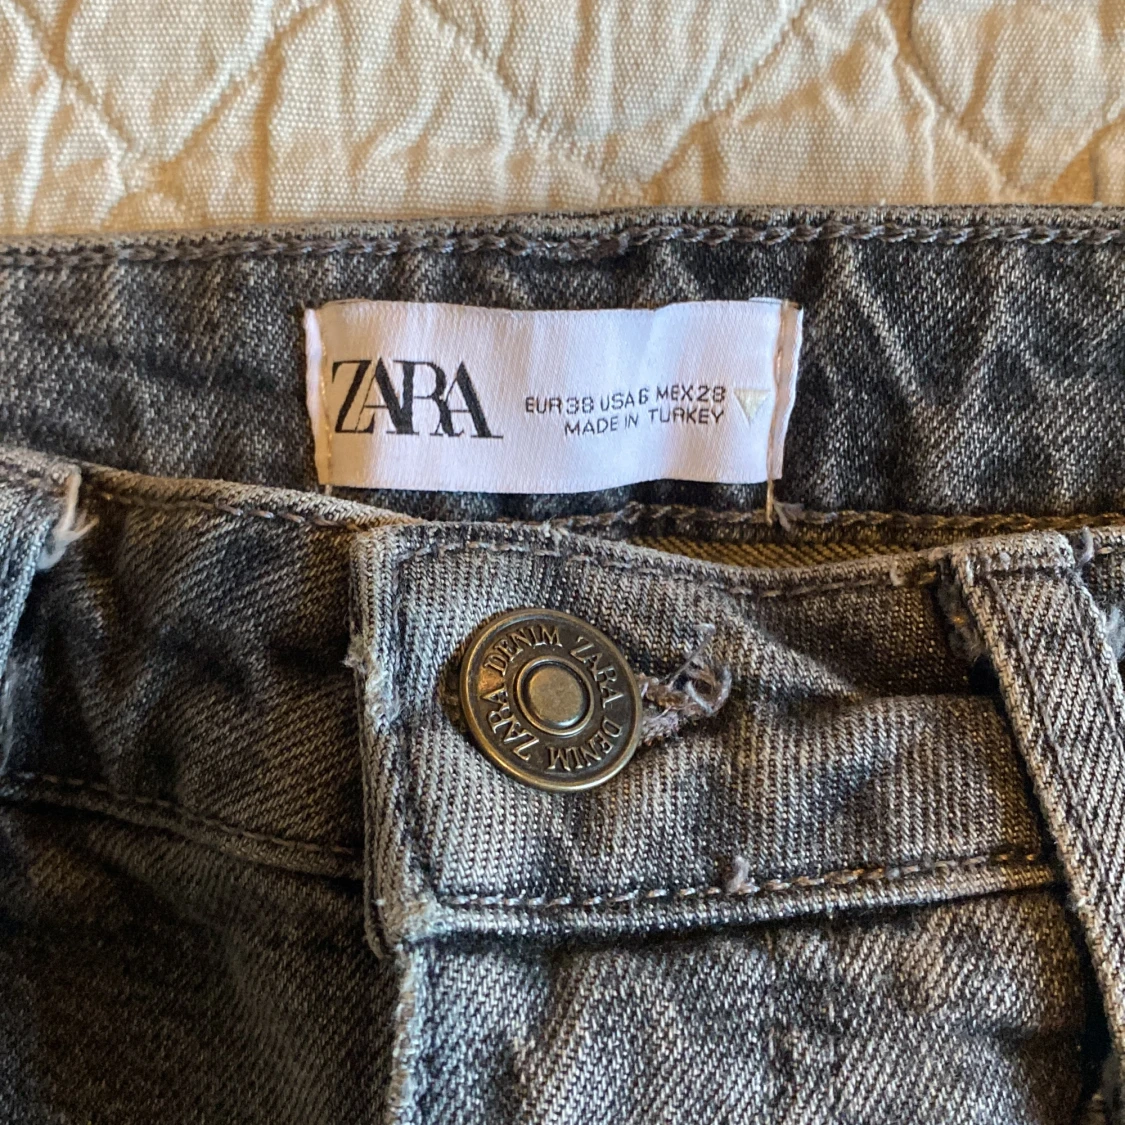 ZARA
EUR 38 USA 6 MEX 28
MADE IN TURKEY
ZARA DENIM ZARA DENIM